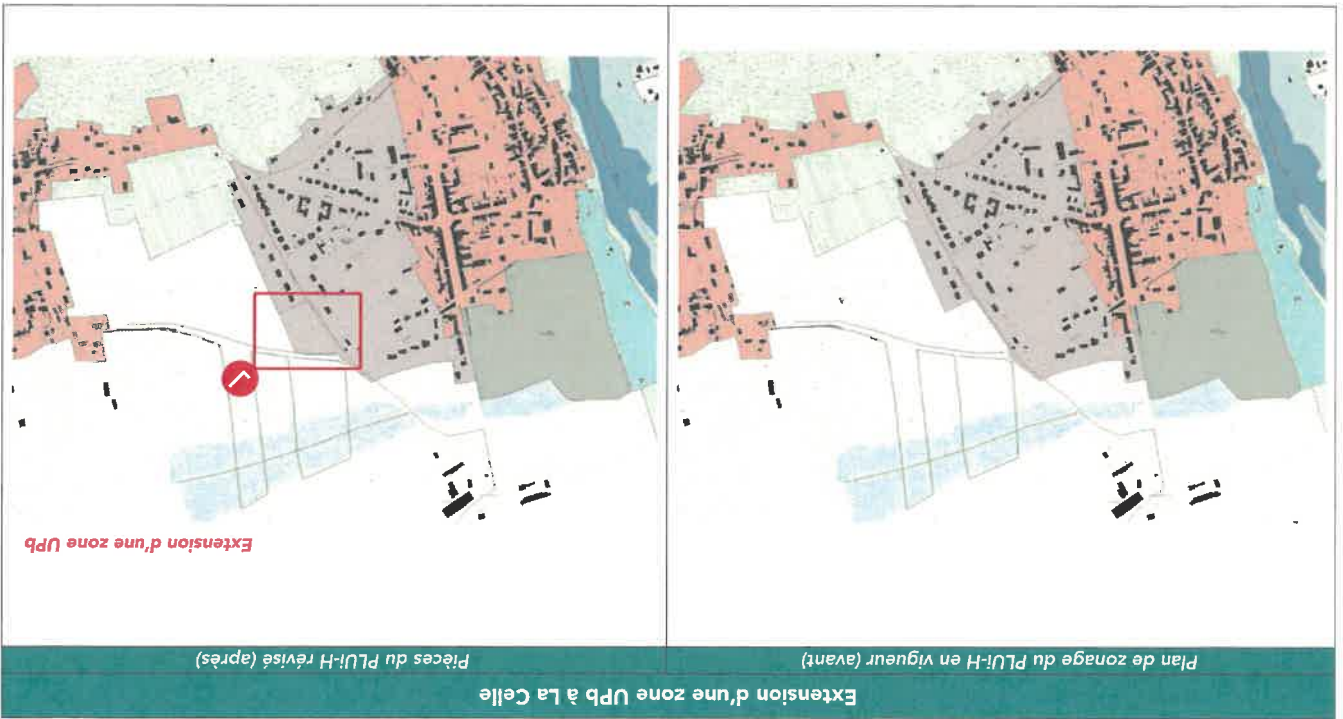 Extension d'une zone UPb à La Celle
Plan de zonage du PLUi-H en vigueur (avant)
Pièces du PLUi-H révisé (après)
Extension d'une zone UPb